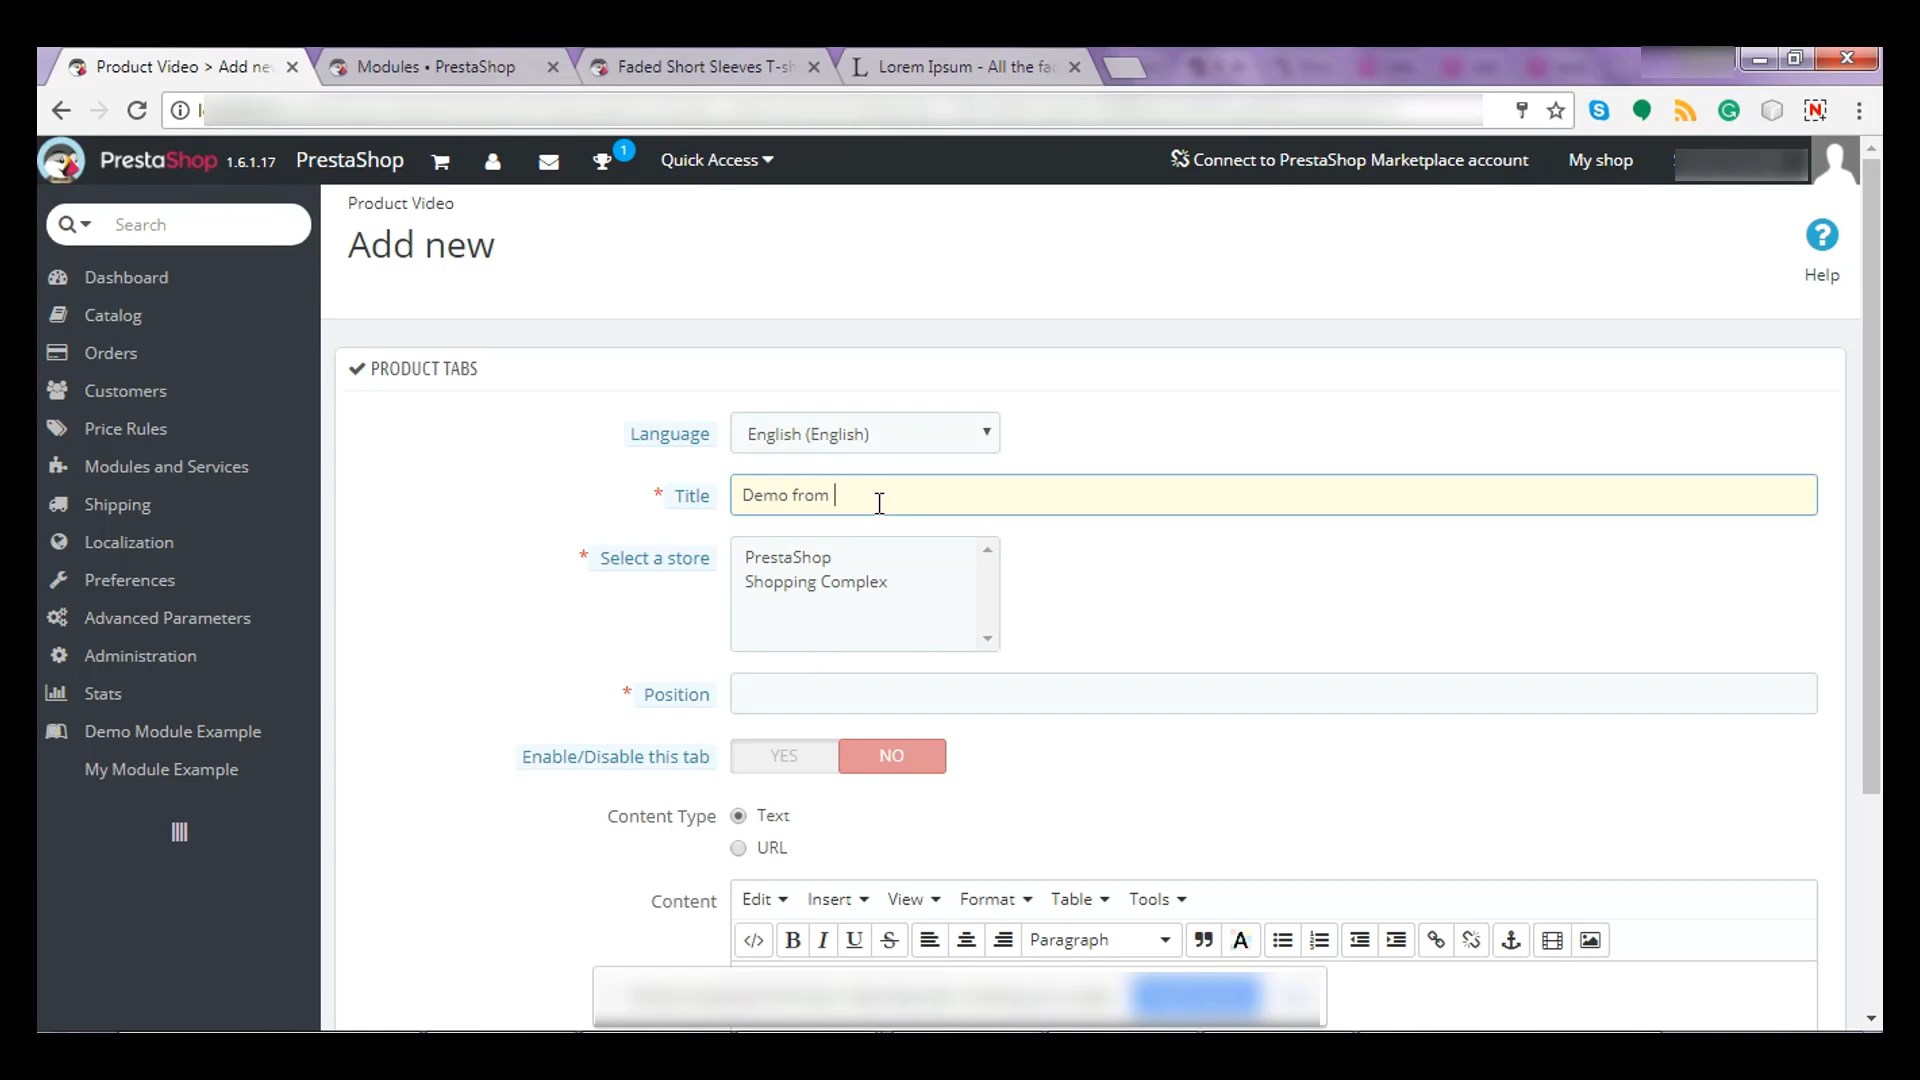 Product Video > Add ne
Modules • PrestaShop
Faded Short Sleeves T-sh
Lorem Ipsum - All the fac
PrestaShop 1.6.1.17
PrestaShop
1
Quick Access
Connect to PrestaShop Marketplace account
My shop
Search
Product Video
Add new
Help
Dashboard
Catalog
Orders
Customers
Price Rules
Modules and Services
Shipping
Localization
Preferences
Advanced Parameters
Administration
Stats
Demo Module Example
My Module Example
PRODUCT TABS
Language
English (English)
* Title
Demo from
* Select a store
PrestaShop
Shopping Complex
* Position
Enable/Disable this tab
YES
NO
Content Type
Text
URL
Content
Edit
Insert
View
Format
Table
Tools
B I U S
Paragraph
A